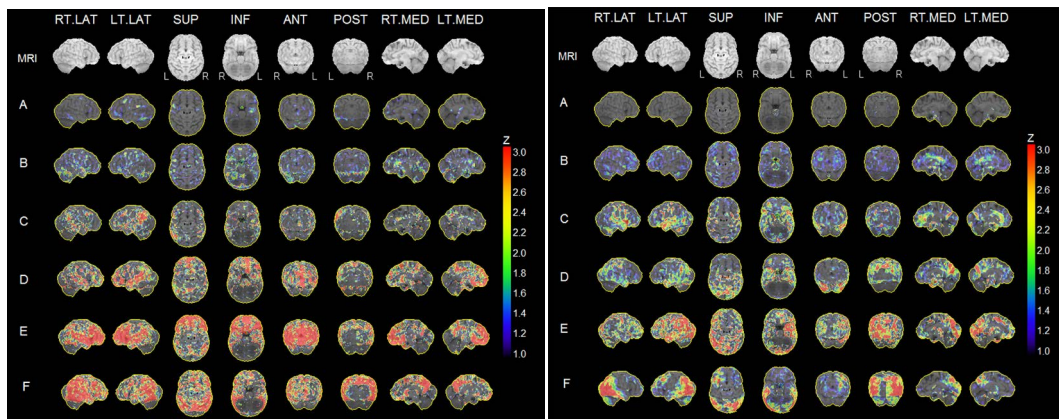 RT.LAT LT.LAT SUP INF ANT POST RT.MED LT.MED
MRI
L R R L R L L R
A
B
C
D
E
F
Z
3.0
2.8
2.6
2.4
2.2
2.0
1.8
1.6
1.4
1.2
1.0
RT.LAT LT.LAT SUP INF ANT POST RT.MED LT.MED
MRI
L R R L R L L R
A
B
C
D
E
F
Z
3.0
2.8
2.6
2.4
2.2
2.0
1.8
1.6
1.4
1.2
1.0